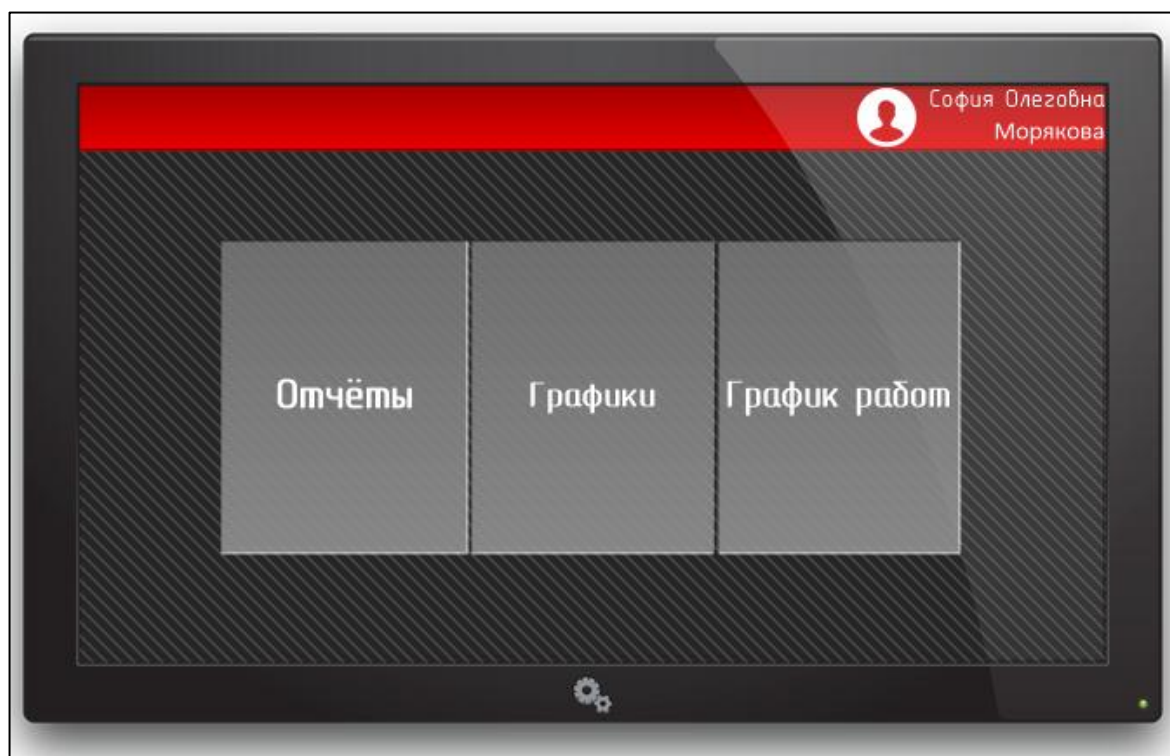 София Олеговна
Морякова
Отчёты
Графики
График работ